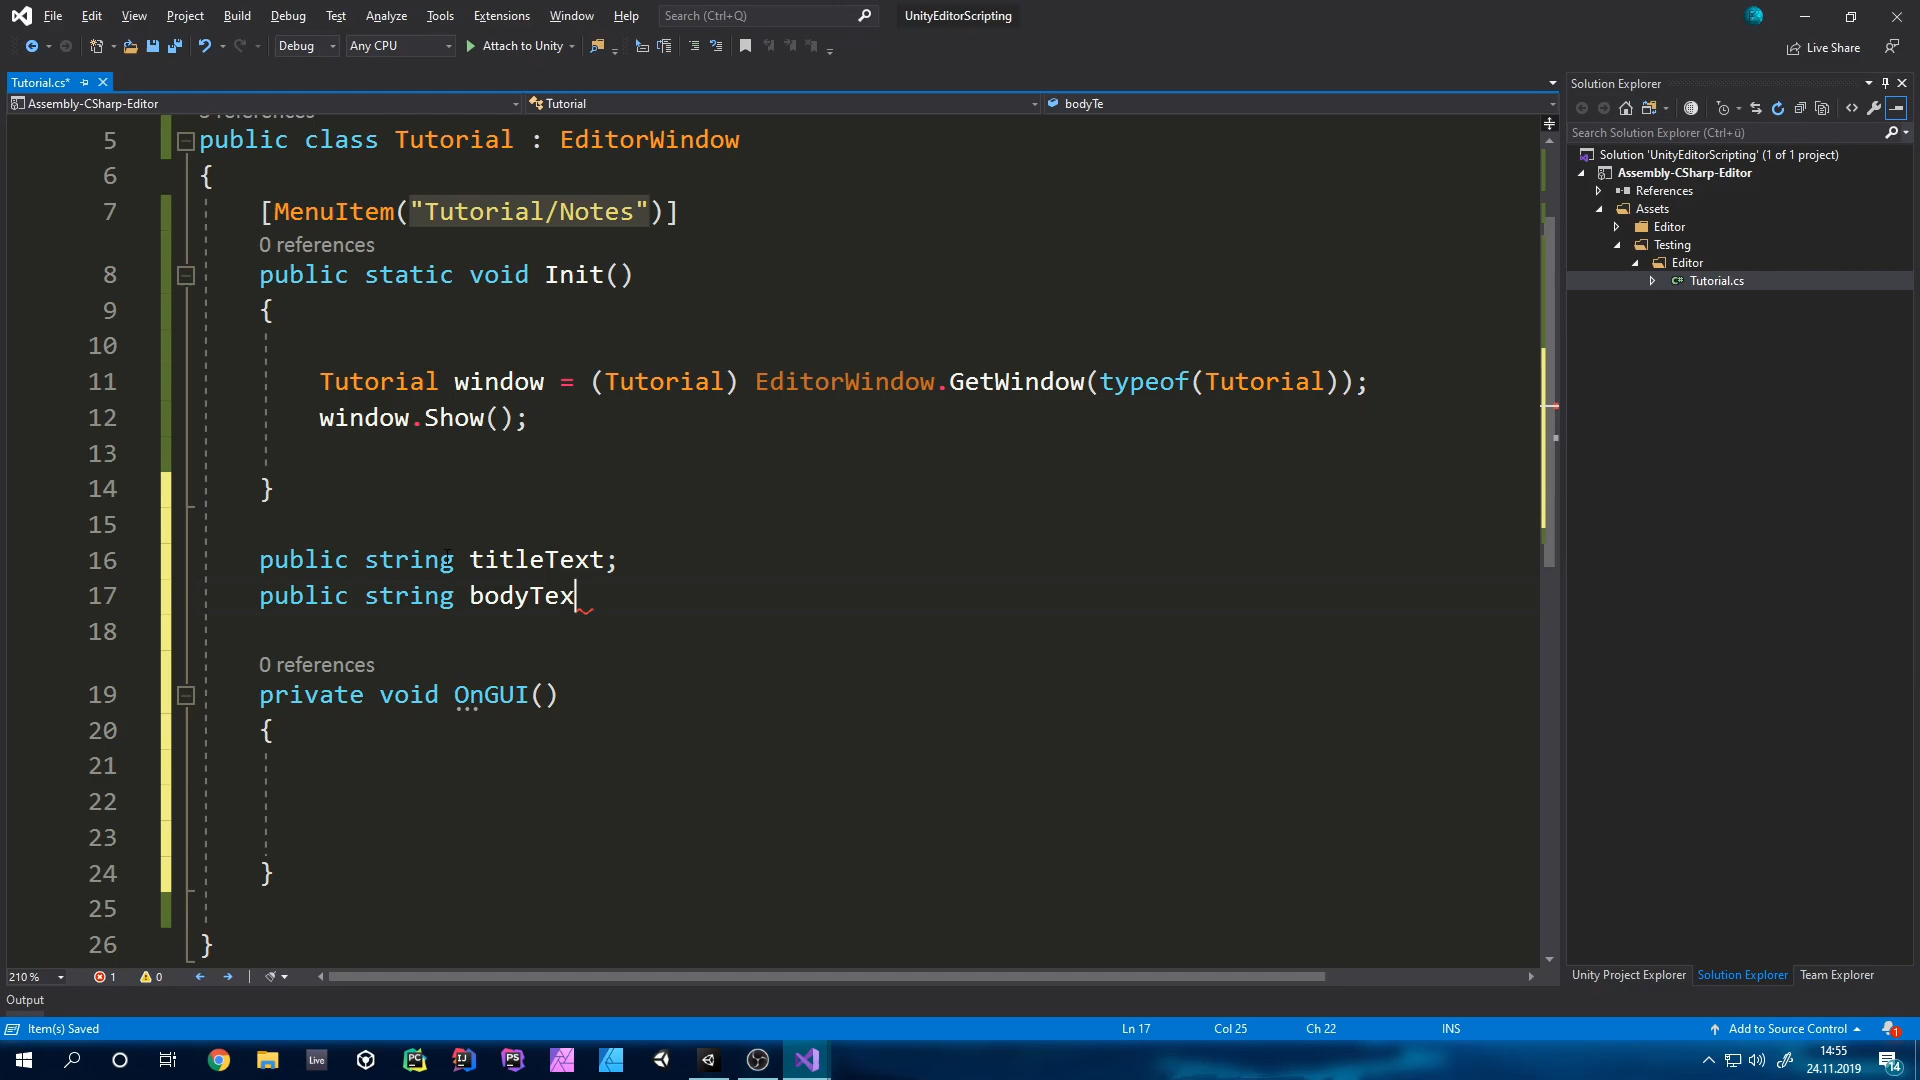 File Edit View Project Build Debug Test Analyze Tools Extensions Window Help Search (Ctrl+Q) UnityEditorScripting
Debug Any CPU Attach to Unity Live Share
Tutorial.cs*
Assembly-CSharp-Editor Tutorial bodyTe
5 public class Tutorial : EditorWindow
6 {
7 [MenuItem("Tutorial/Notes")]
0 references
8 public static void Init()
9 {
10
11 Tutorial window = (Tutorial) EditorWindow.GetWindow(typeof(Tutorial));
12 window.Show();
13
14 }
15
16 public string titleText;
17 public string bodyTex
18
0 references
19 private void OnGUI()
20 {
21
22
23
24 }
25
26 }
210 % 1 0
Output
Item(s) Saved Ln 17 Col 25 Ch 22 INS Add to Source Control 1
Solution Explorer
Search Solution Explorer (Ctrl+ü)
Solution 'UnityEditorScripting' (1 of 1 project)
Assembly-CSharp-Editor
References
Assets
Editor
Testing
Editor
C# Tutorial.cs
Unity Project Explorer Solution Explorer Team Explorer
Live PC IJ PS
14:55
24.11.2019
14